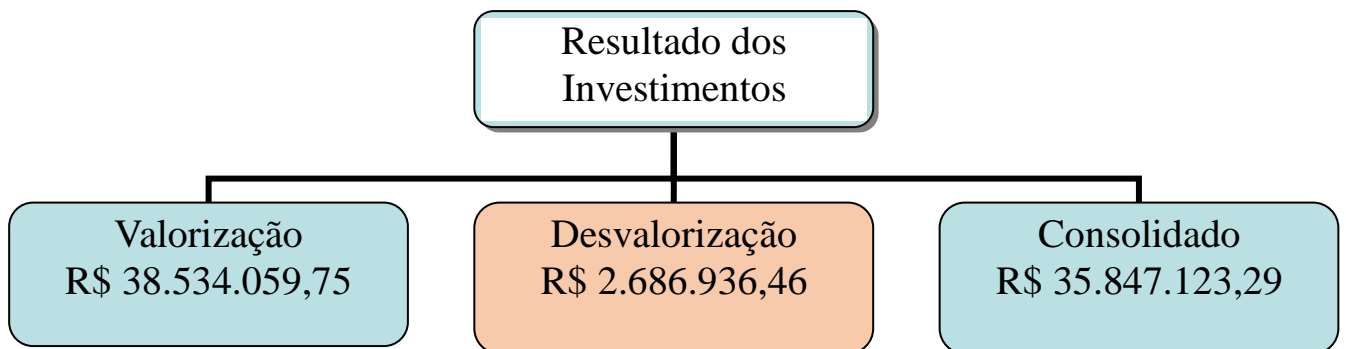 Resultado dos
Investimentos
Valorização
R$ 38.534.059,75
Desvalorização
R$ 2.686.936,46
Consolidado
R$ 35.847.123,29